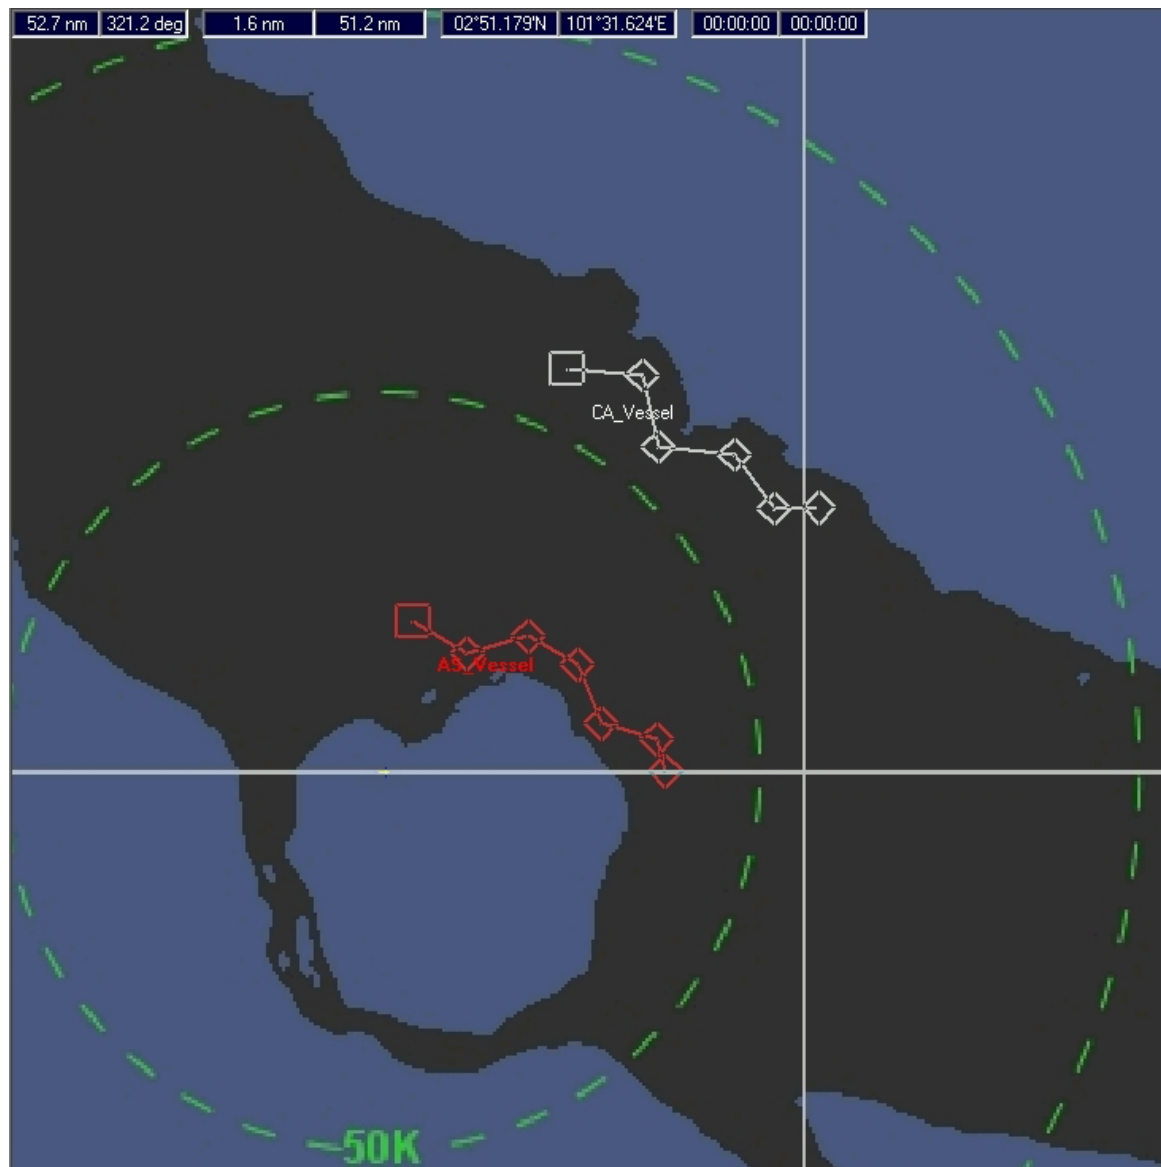 52.7 nm 321.2 deg 1.6 nm 51.2 nm 02°51.179'N 101°31.624'E 00:00:00 00:00:00
CA_Vessel
AS_Vessel
50K